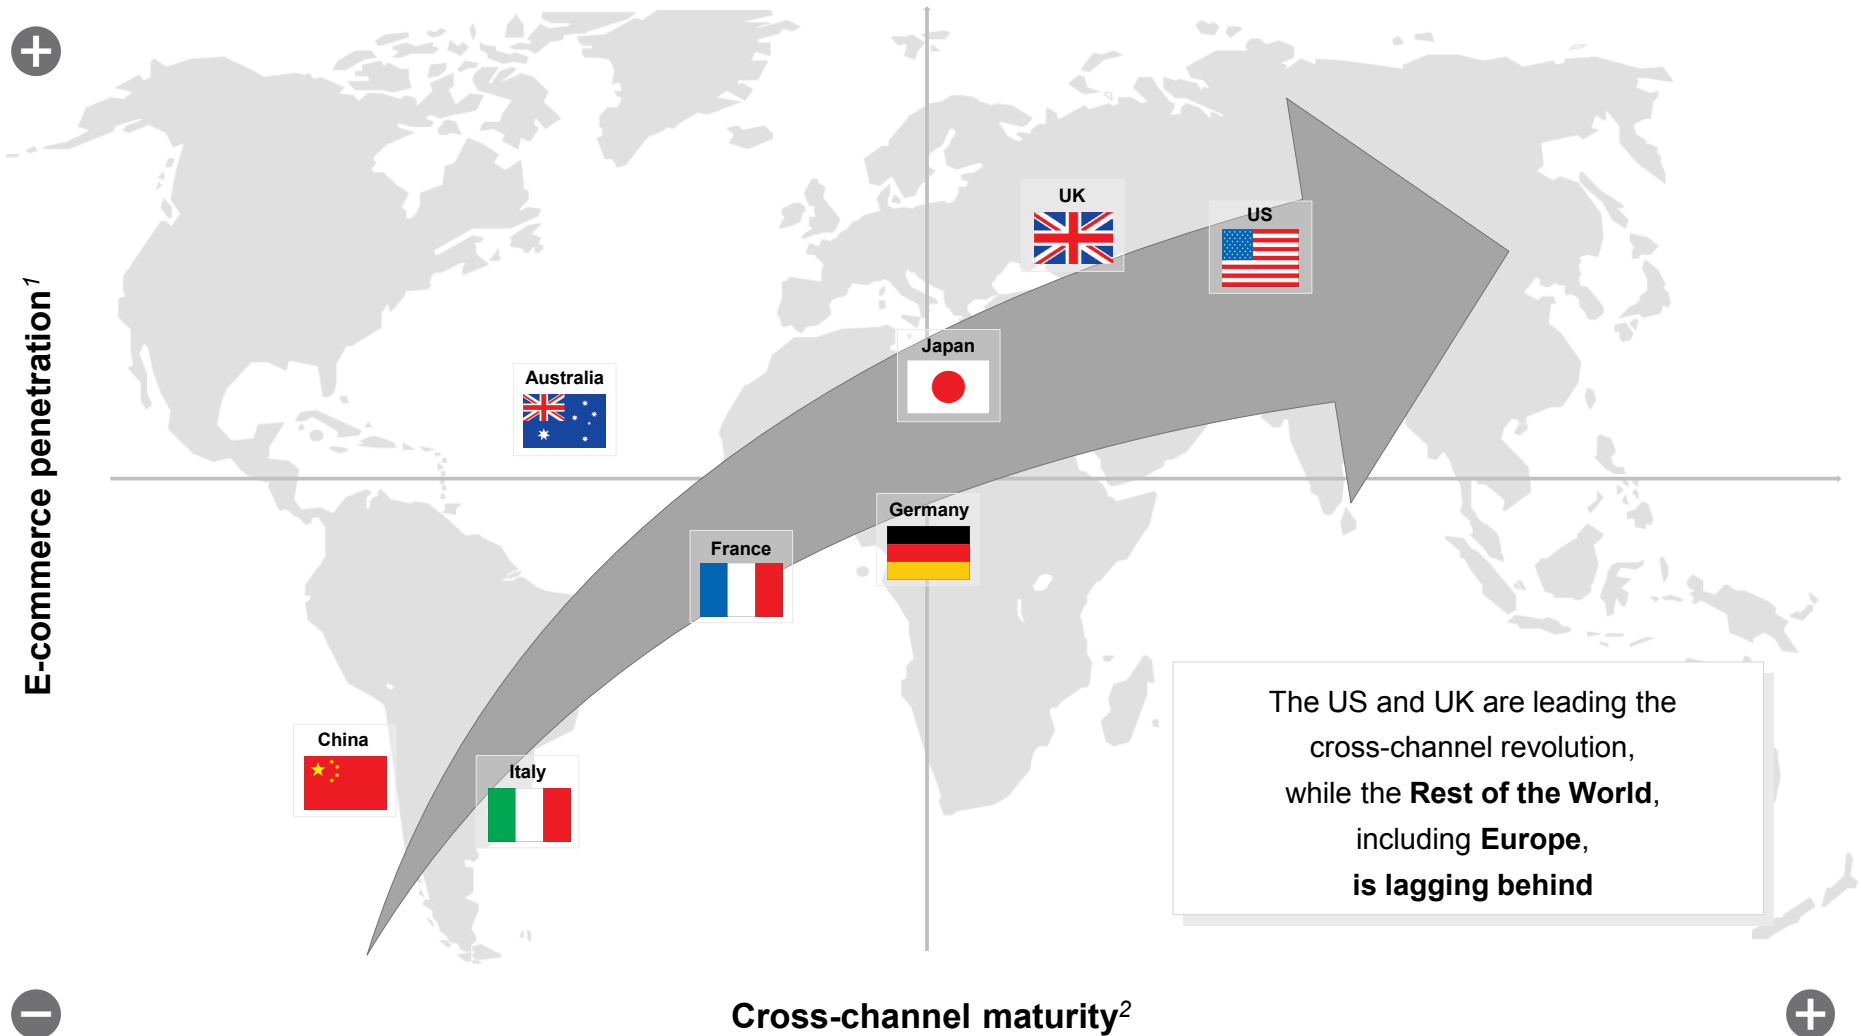 E-commerce penetration1
UK
US
Japan
Australia
Germany
France
China
Italy
The US and UK are leading the
cross-channel revolution,
while the Rest of the World,
including Europe,
is lagging behind
Cross-channel maturity2